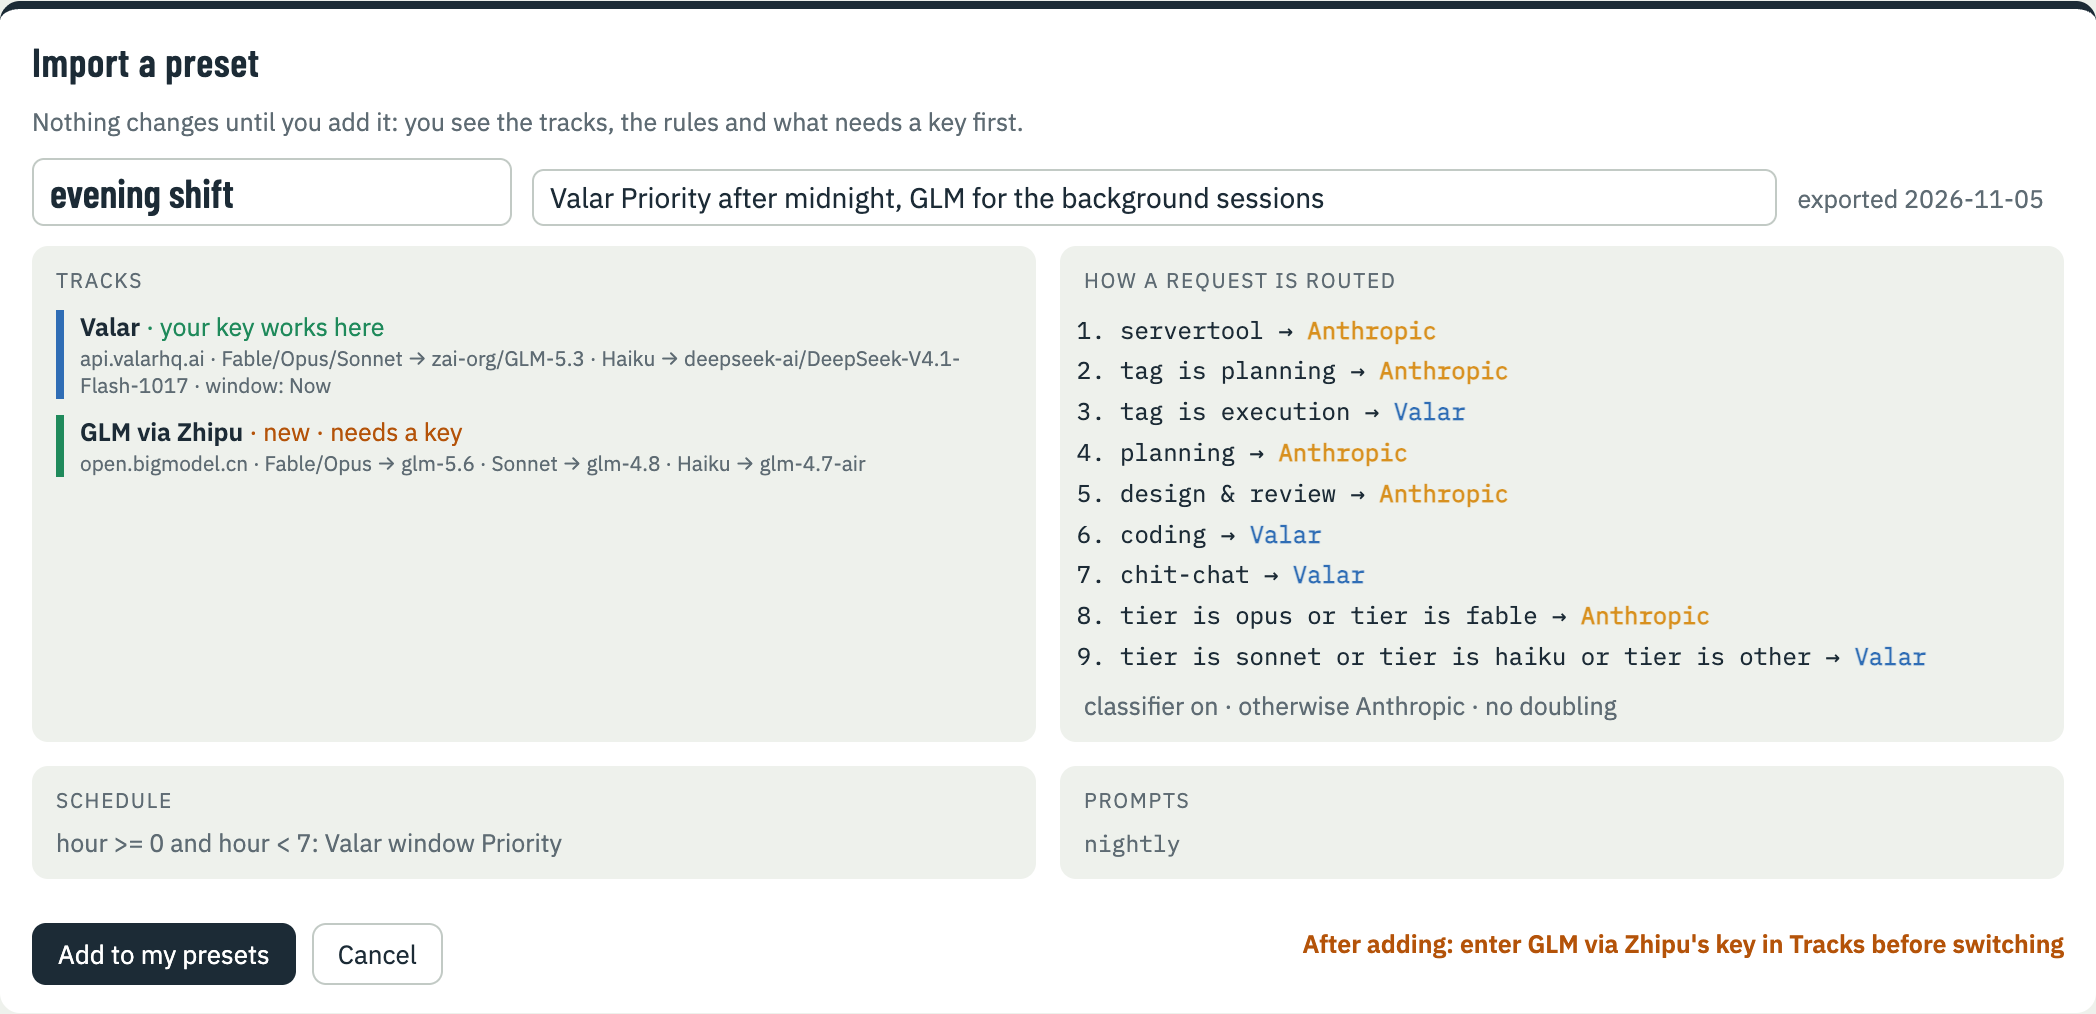 Import a preset
Nothing changes until you add it: you see the tracks, the rules and what needs a key first.
evening shift
Valar Priority after midnight, GLM for the background sessions
exported 2026-11-05
TRACKS
Valar · your key works here
api.valarhq.ai · Fable/Opus/Sonnet → zai-org/GLM-5.3 · Haiku → deepseek-ai/DeepSeek-V4.1-
Flash-1017 · window: Now
GLM via Zhipu · new · needs a key
open.bigmodel.cn · Fable/Opus → glm-5.6 · Sonnet → glm-4.8 · Haiku → glm-4.7-air
HOW A REQUEST IS ROUTED
1. servertool → Anthropic
2. tag is planning → Anthropic
3. tag is execution → Valar
4. planning → Anthropic
5. design & review → Anthropic
6. coding → Valar
7. chit-chat → Valar
8. tier is opus or tier is fable → Anthropic
9. tier is sonnet or tier is haiku or tier is other → Valar
classifier on · otherwise Anthropic · no doubling
SCHEDULE
hour >= 0 and hour < 7: Valar window Priority
PROMPTS
nightly
Add to my presets
Cancel
After adding: enter GLM via Zhipu's key in Tracks before switching